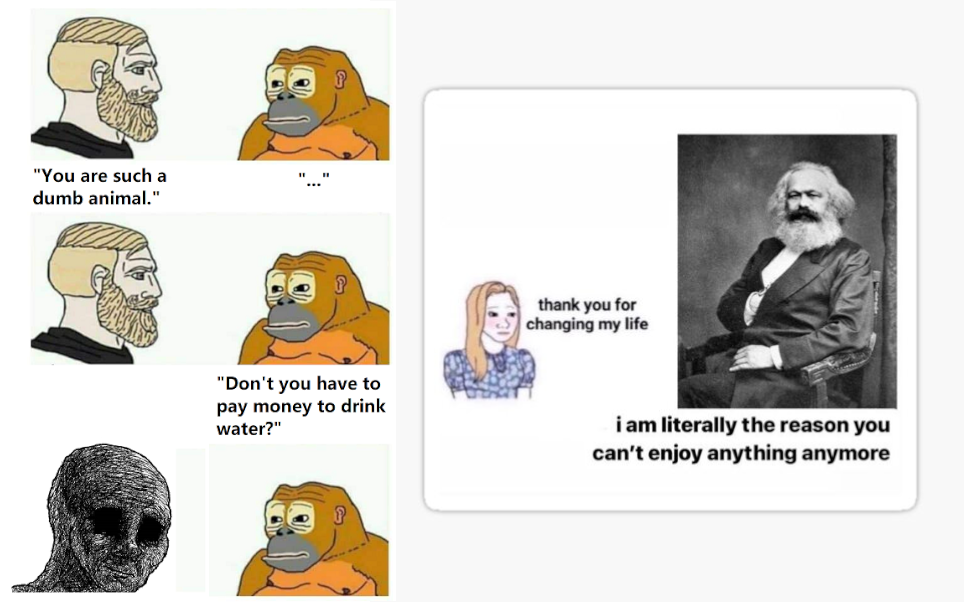 "You are such a
dumb animal."
"..."
"Don't you have to
pay money to drink
water?"
thank you for
changing my life
i am literally the reason you
can't enjoy anything anymore